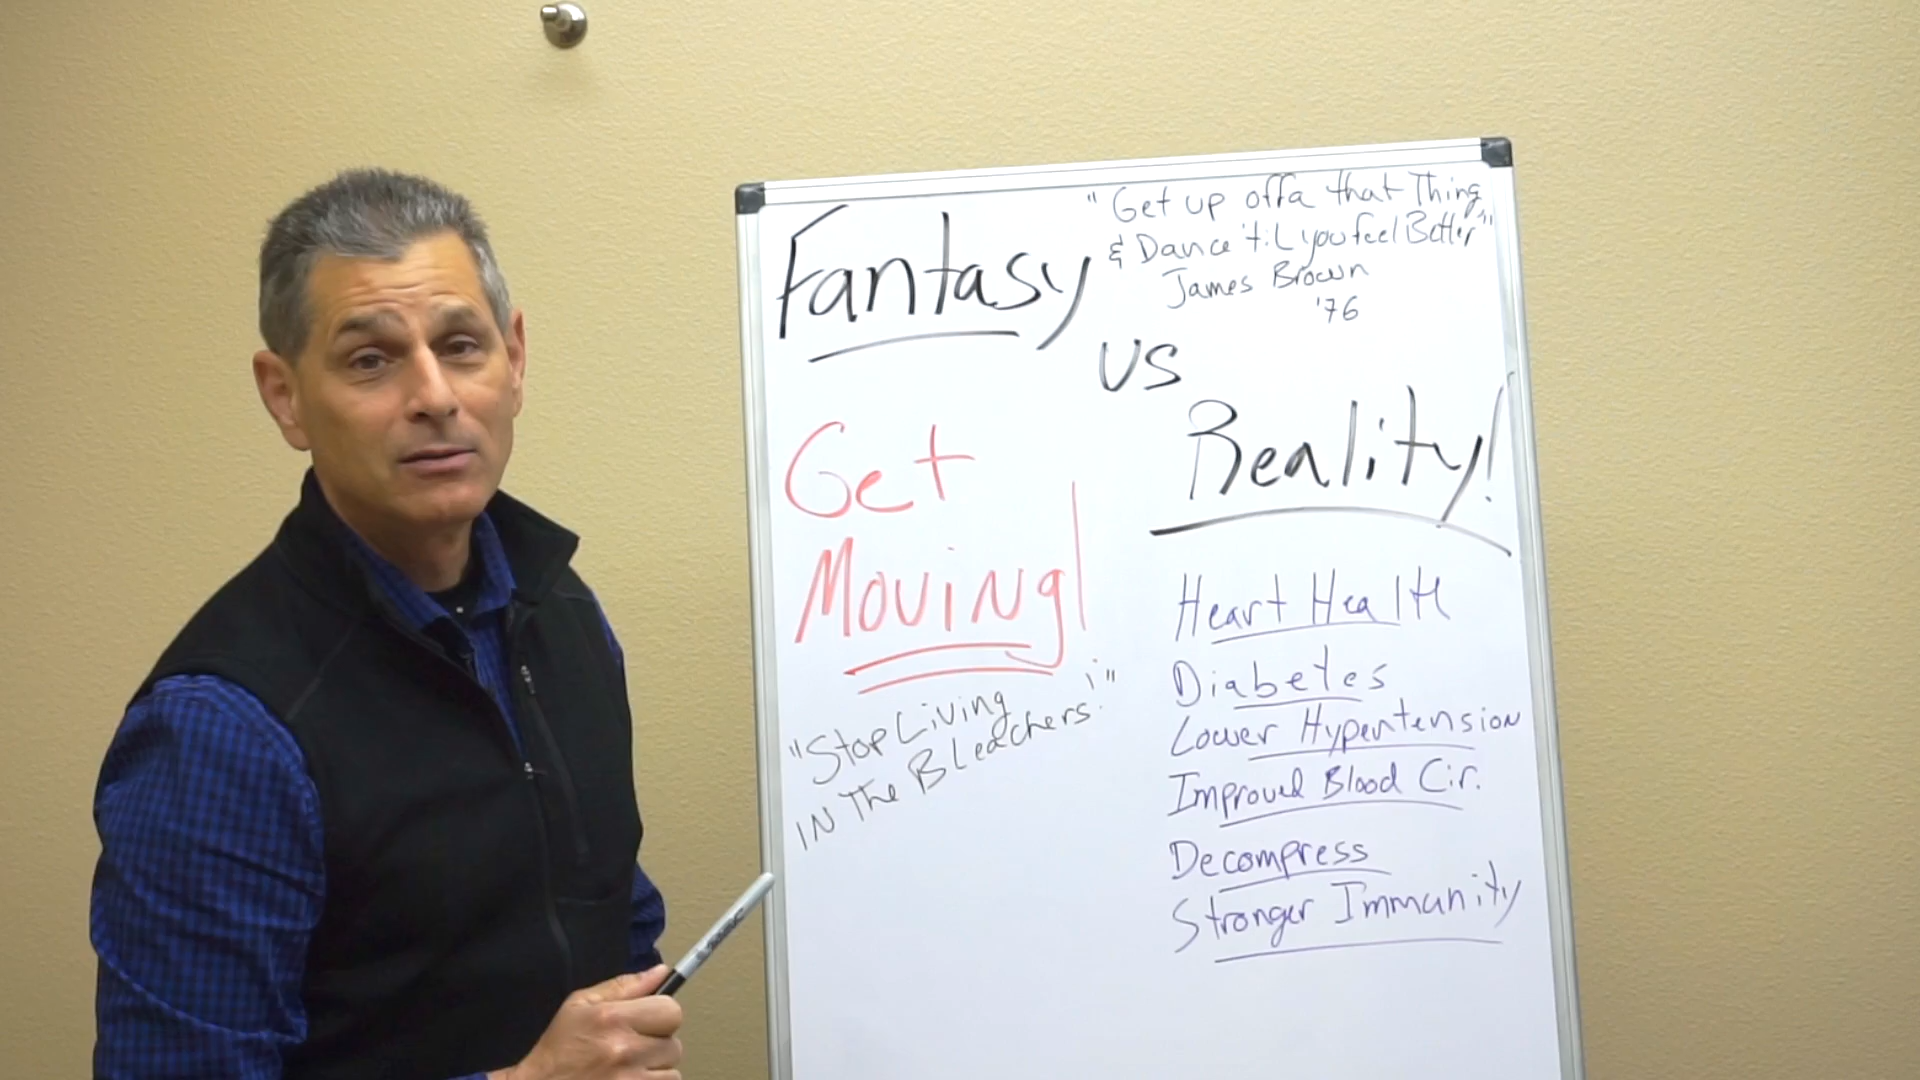 Fantasy
"Get up offa that Thing
& Dance 'til you feel Better"
James Brown
'76
VS
Reality!
Get
Moving!
"Stop Living
IN The Bleachers!"
Heart Health
Diabetes
Lower Hypentension
Improved Blood Cir.
Decompress
Stronger Immunity